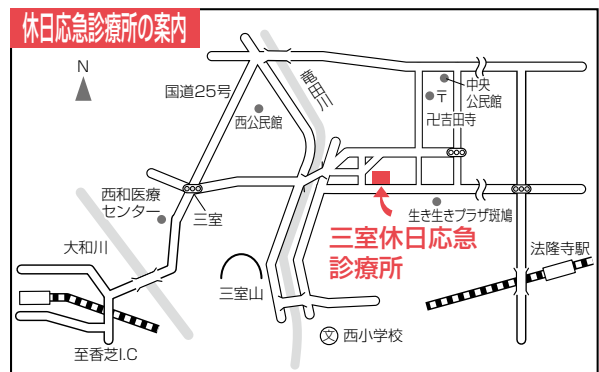 休日応急診療所の案内
N
国道25号
竜田川
中央
公民館
〒
西公民館
卍吉田寺
西和医療
センター
三室
生き生きプラザ斑鳩
三室休日応急
診療所
大和川
法隆寺駅
三室山
文 西小学校
至香芝I.C